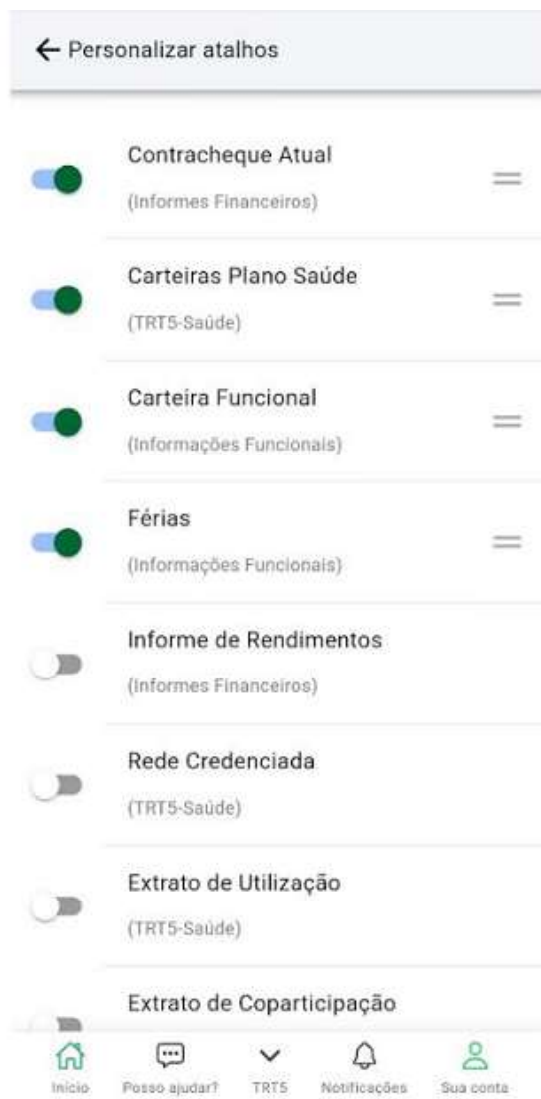 Personalizar atalhos
Contracheque Atual
(Informes Financeiros)
Carteiras Plano Saúde
(TRT5-Saúde)
Carteira Funcional
(Informações Funcionais)
Férias
(Informações Funcionais)
Informe de Rendimentos
(Informes Financeiros)
Rede Credenciada
(TRT5-Saúde)
Extrato de Utilização
(TRT5-Saúde)
Extrato de Coparticipação
Início Posso ajudar? TRT5 Notificações Sua conta